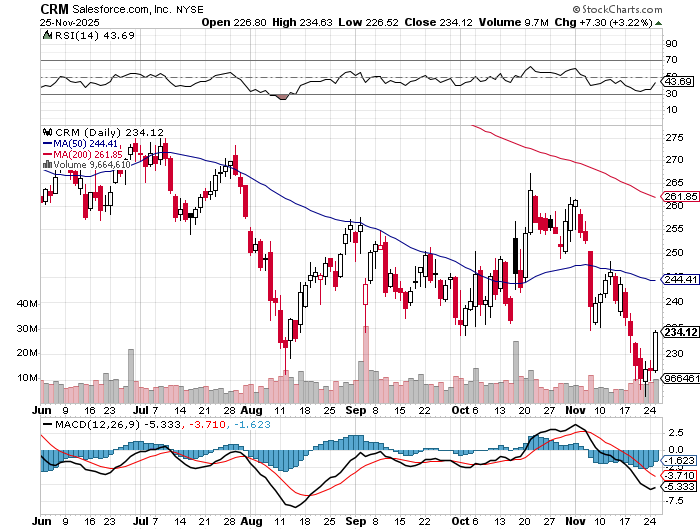 CRM Salesforce.com, Inc. NYSE © StockCharts.com
25-Nov-2025 Open 226.80 High 234.63 Low 226.52 Close 234.12 Volume 9.7M Chg +7.30 (+3.22%)
RSI(14) 43.69
90
70
50
43.69
30
10
CRM (Daily) 234.12
MA(50) 244.41
MA(200) 261.85
Volume 9,664,610
275
270
265
261.85
260
255
250
244.41
240
235
234.12
230
225
966461
40M
30M
20M
10M
Jun 9 16 23 Jul 7 14 21 28 Aug 11 18 25 Sep 8 15 22 Oct 6 13 20 27 Nov 10 17 24
MACD(12,26,9) -5.333, -3.710, -1.623
2.5
0.0
-1.623
-3.710
-5.333
-7.5
Jun 9 16 23 Jul 7 14 21 28 Aug 11 18 25 Sep 8 15 22 Oct 6 13 20 27 Nov 10 17 24